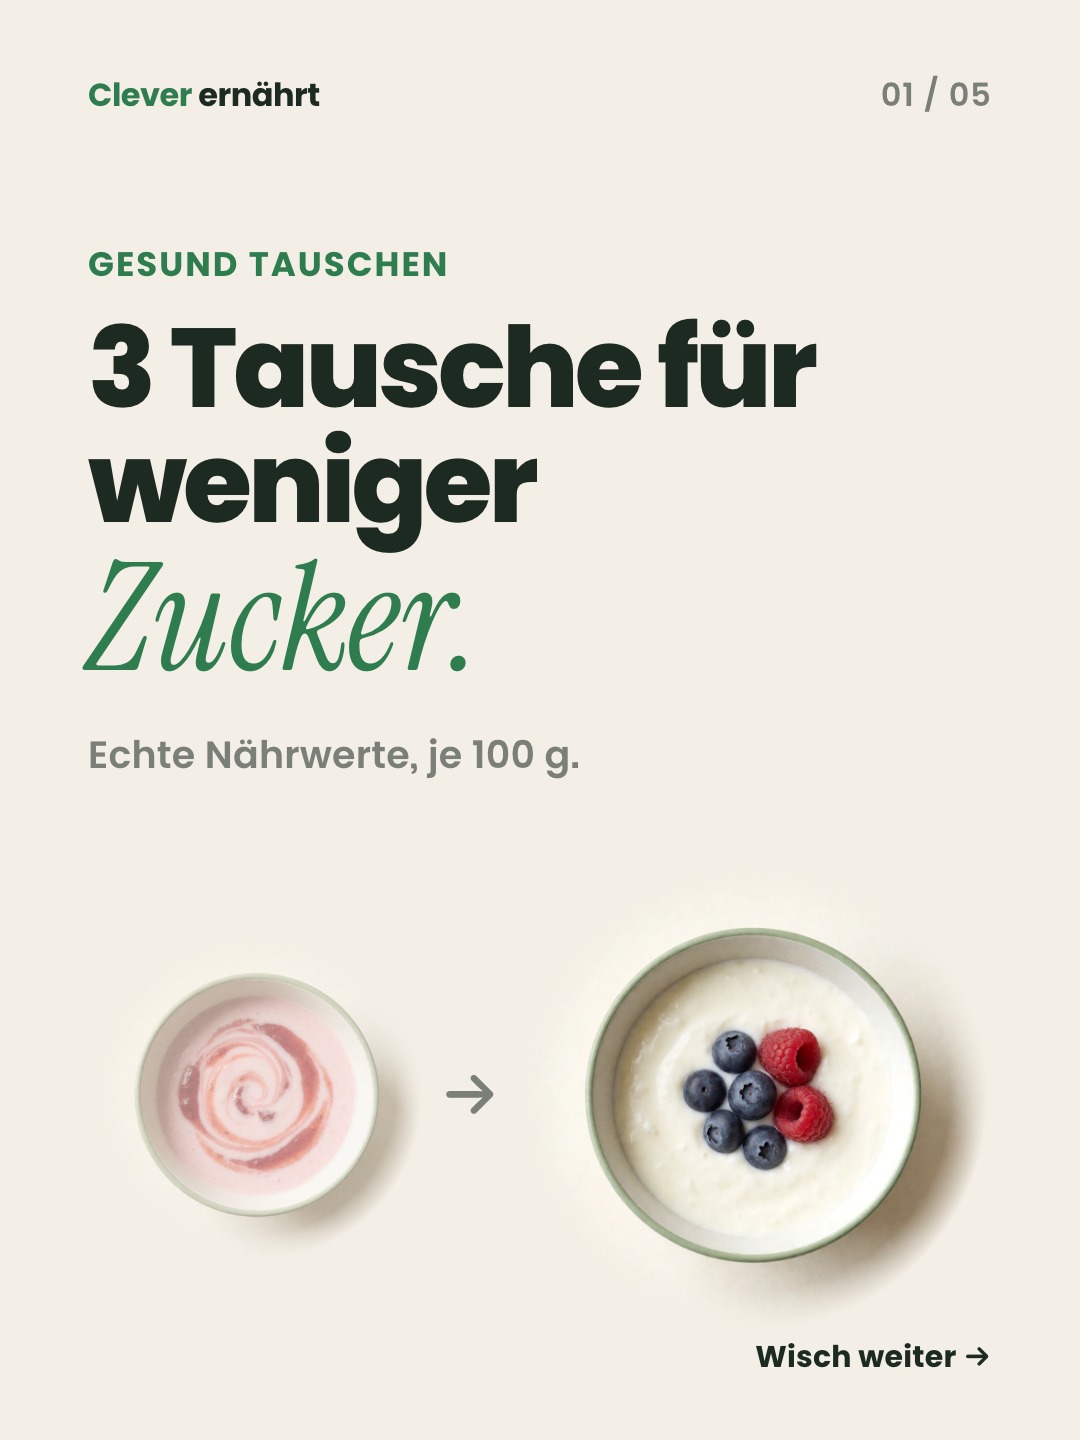 Clever ernährt
01 / 05
GESUND TAUSCHEN
3 Tausche für
weniger
Zucker.
Echte Nährwerte, je 100 g.
Wisch weiter →